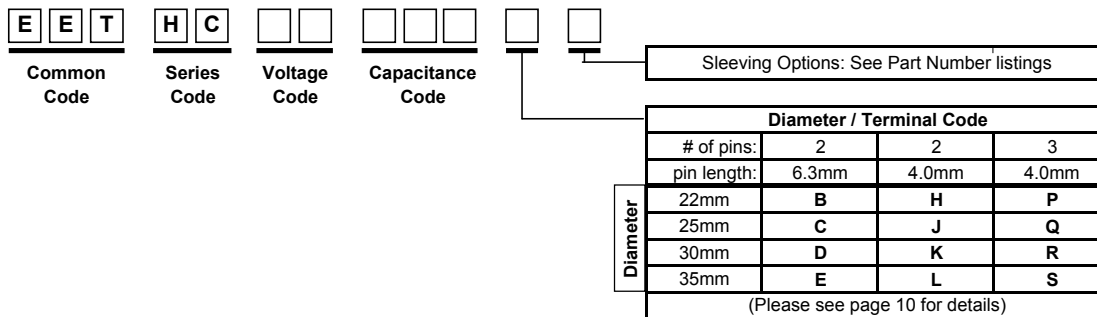 E E T H C
Common Code
Series Code
Voltage Code
Capacitance Code
Sleeving Options: See Part Number listings
Diameter / Terminal Code
# of pins: 2 2 3
pin length: 6.3mm 4.0mm 4.0mm
Diameter
22mm B H P
25mm C J Q
30mm D K R
35mm E L S
(Please see page 10 for details)